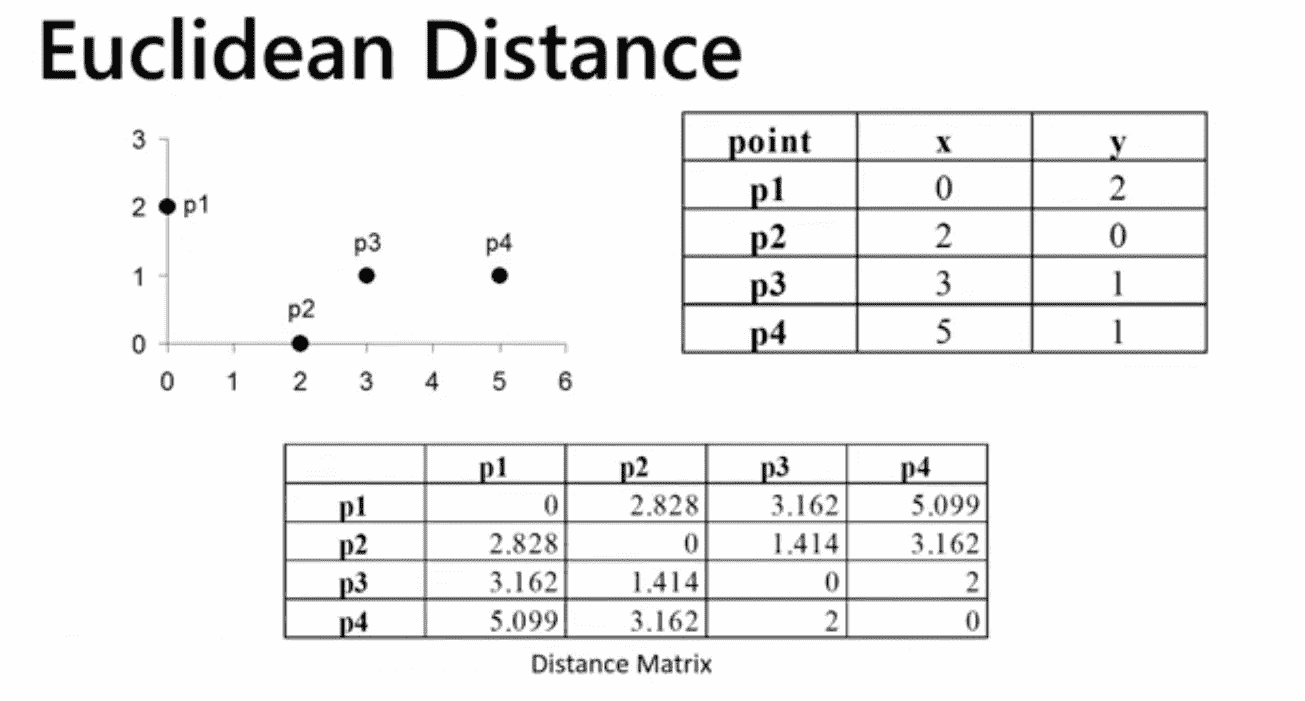 Euclidean Distance
3
2 p1
p3 p4
1
p2
0
0 1 2 3 4 5 6
point x y
p1 0 2
p2 2 0
p3 3 1
p4 5 1
p1 p2 p3 p4
p1 0 2.828 3.162 5.099
p2 2.828 0 1.414 3.162
p3 3.162 1.414 0 2
p4 5.099 3.162 2 0
Distance Matrix